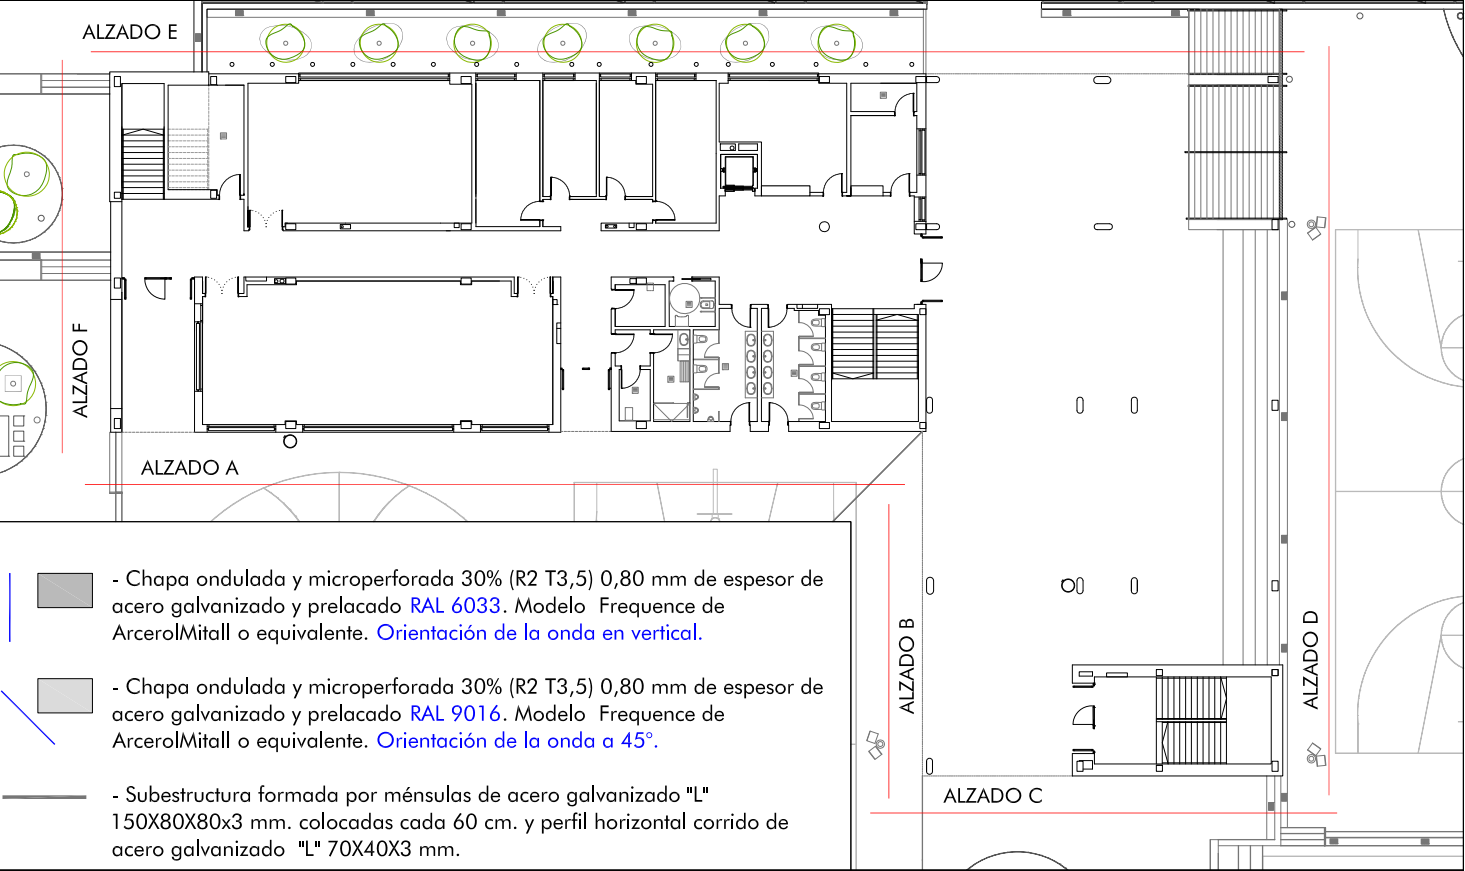 ALZADO E
ALZADO F
ALZADO A
ALZADO B
ALZADO D
ALZADO C
- Chapa ondulada y microperforada 30% (R2 T3,5) 0,80 mm de espesor de
acero galvanizado y prelacado RAL 6033. Modelo Frequence de
ArcerolMitall o equivalente. Orientación de la onda en vertical.
- Chapa ondulada y microperforada 30% (R2 T3,5) 0,80 mm de espesor de
acero galvanizado y prelacado RAL 9016. Modelo Frequence de
ArcerolMitall o equivalente. Orientación de la onda a 45°.
- Subestructura formada por ménsulas de acero galvanizado "L"
150X80X80x3 mm. colocadas cada 60 cm. y perfil horizontal corrido de
acero galvanizado "L" 70X40X3 mm.